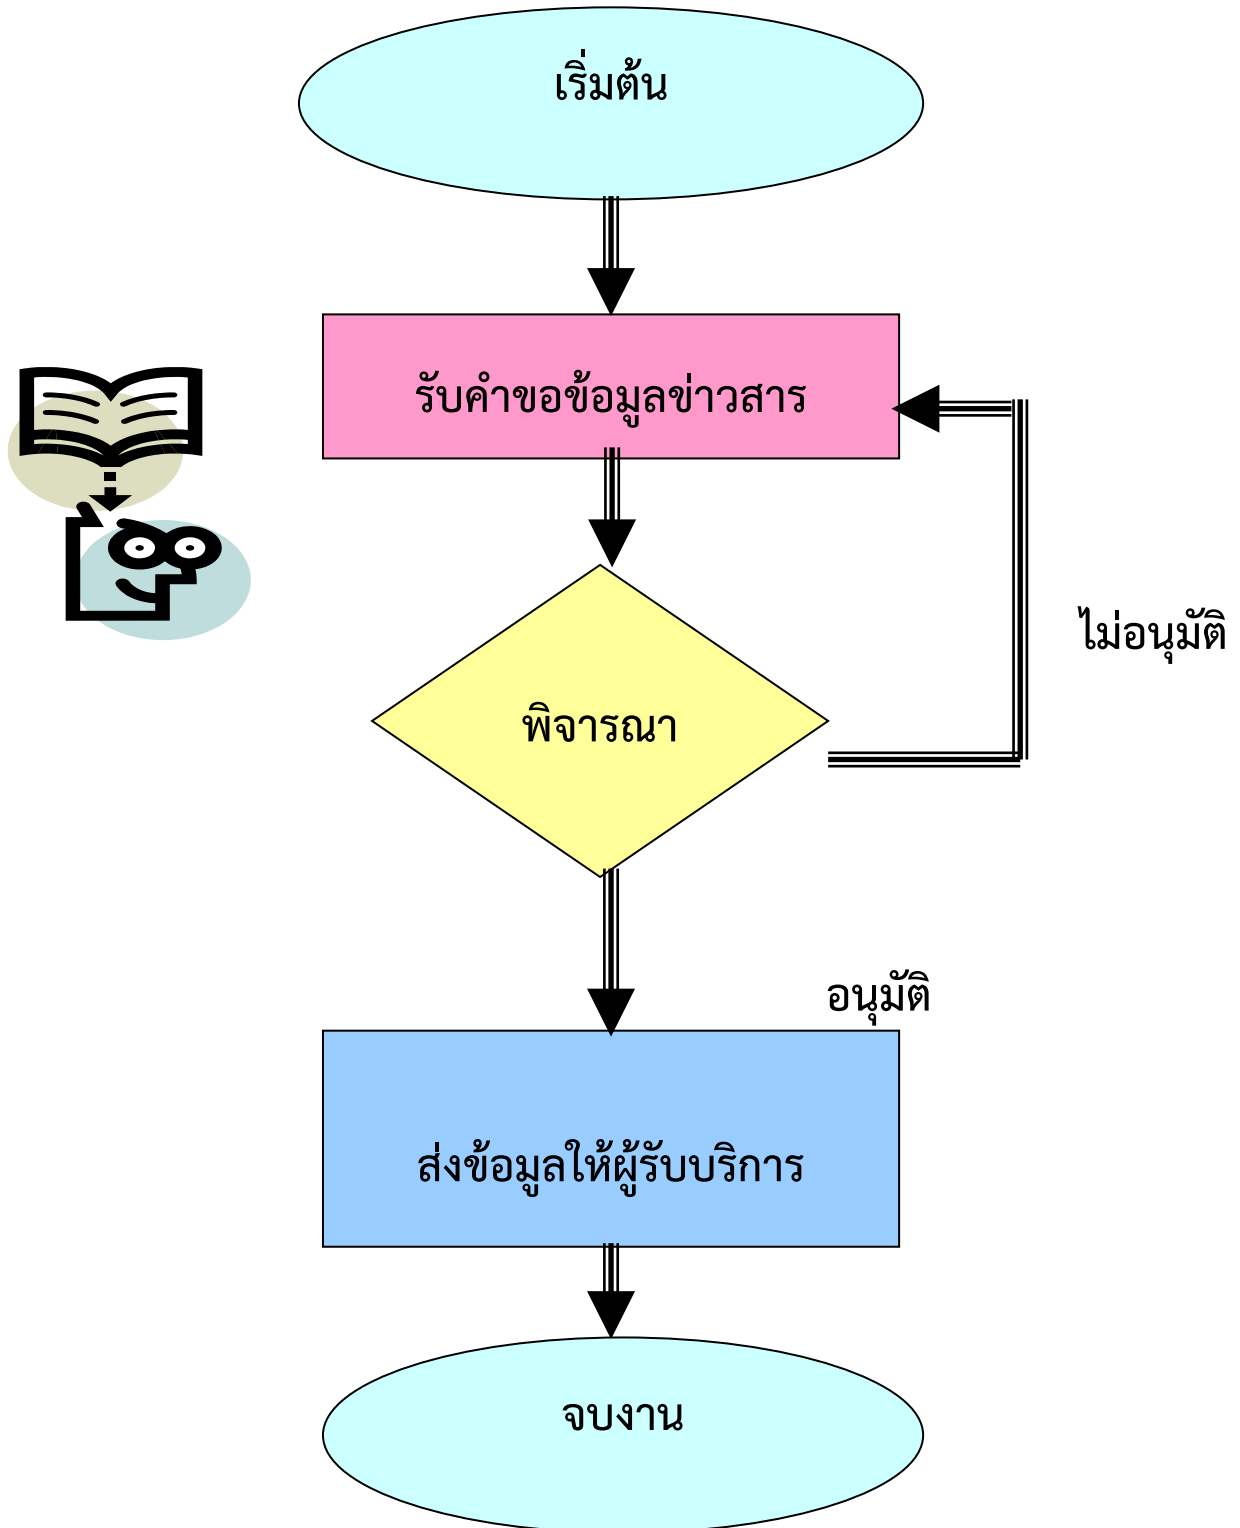 เริ่มต้น
รับคำขอข้อมูลข่าวสาร
ไม่อนุมัติ
พิจารณา
อนุมัติ
ส่งข้อมูลให้ผู้รับบริการ
จบงาน